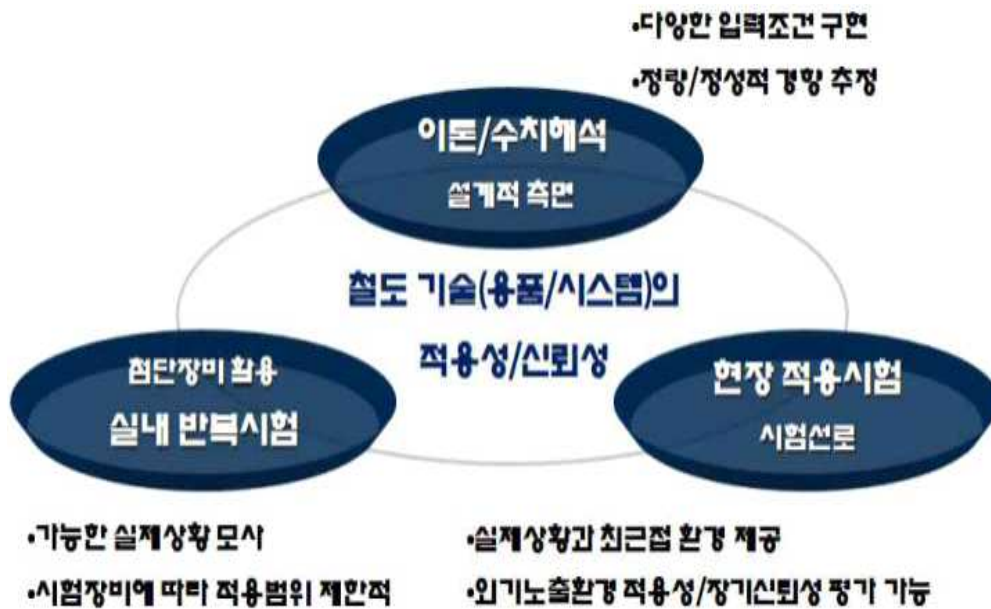 •다양한 입력조건 구현
•정량/정성적 경향 추정
이론/수치해석
설계적 측면
철도 기술(용품/시스템)의
적용성/신뢰성
첨단장비 활용
실내 반복시험
현장 적용시험
시험선로
•가능한 실제상황 모사
•시험장비에 따라 적용범위 제한적
•실제상황과 최근접 환경 제공
•외기노출환경 적용성/장기신뢰성 평가 가능